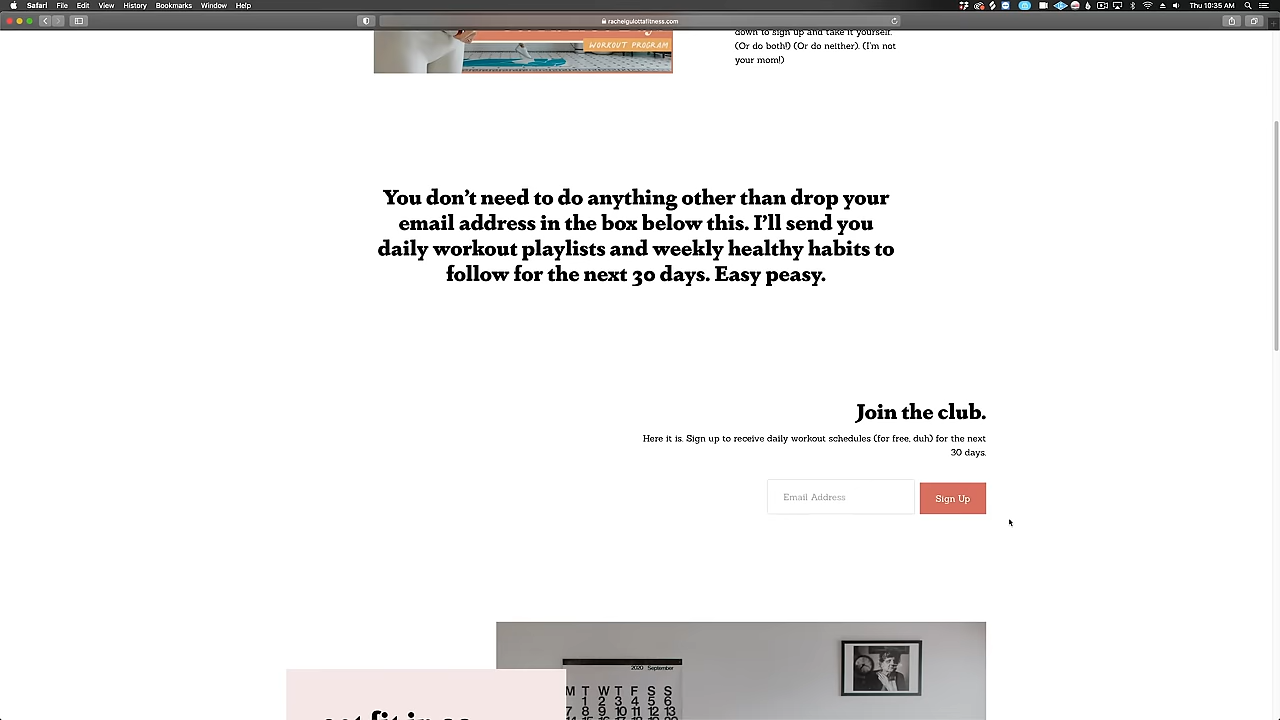 Safari File Edit View History Bookmarks Window Help
Thu 10:35 AM
rachelgulottafitness.com
WORKOUT PROGRAM
down to sign up and take it yourself.
(Or do both!) (Or do neither). (I'm not
your mom!)
You don't need to do anything other than drop your
email address in the box below this. I'll send you
daily workout playlists and weekly healthy habits to
follow for the next 30 days. Easy peasy.
Join the club.
Here it is. Sign up to receive daily workout schedules (for free, duh) for the next
30 days.
Email Address
Sign Up
2020 September
M T W T F S S
1 2 3 4 5 6
7 8 9 10 11 12 13